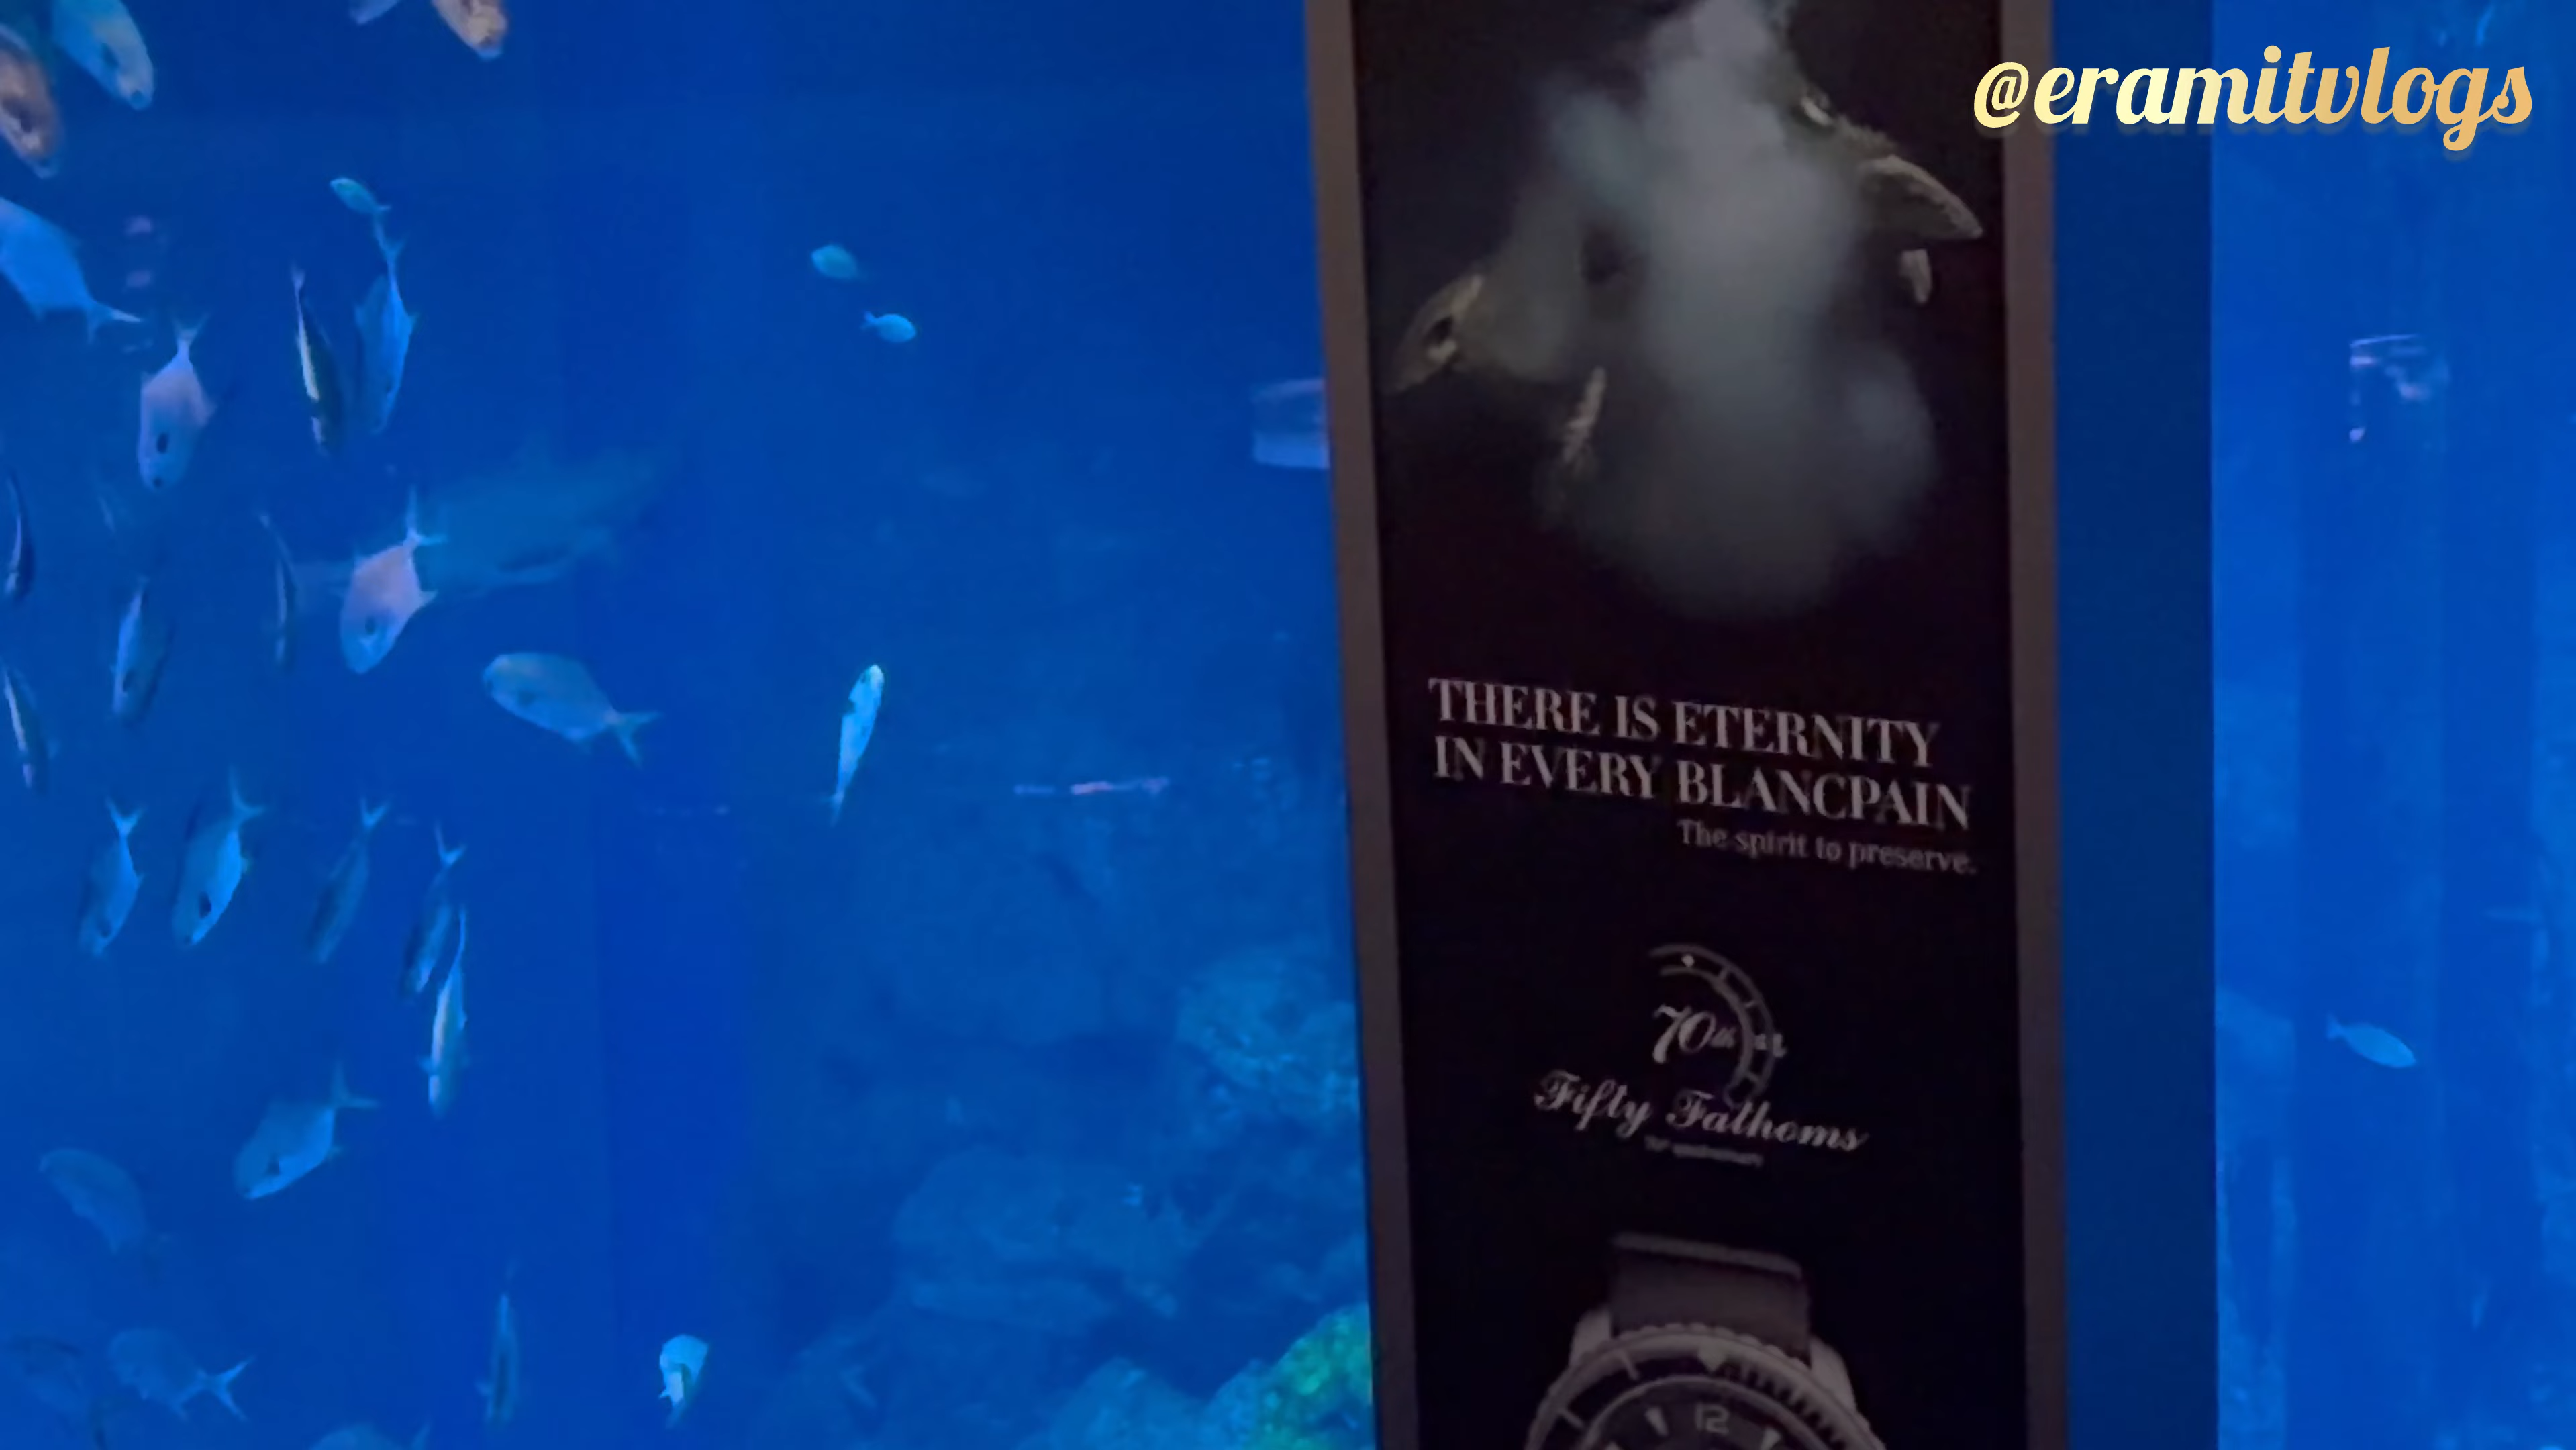 @eramitvlogs
THERE IS ETERNITY
IN EVERY BLANCPAIN
The spirit to preserve.
70th
Fifty Fathoms
12